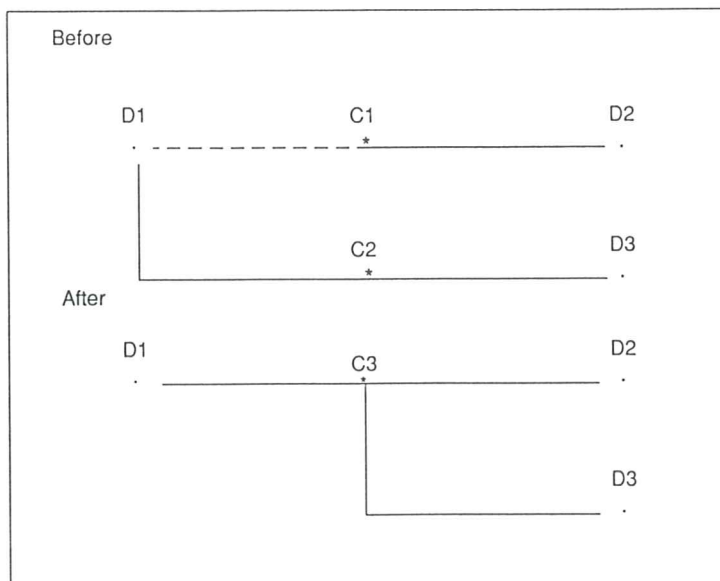 Before
D1 C1 D2
*
C2 D3
*
After
D1 C3 D2
*
D3